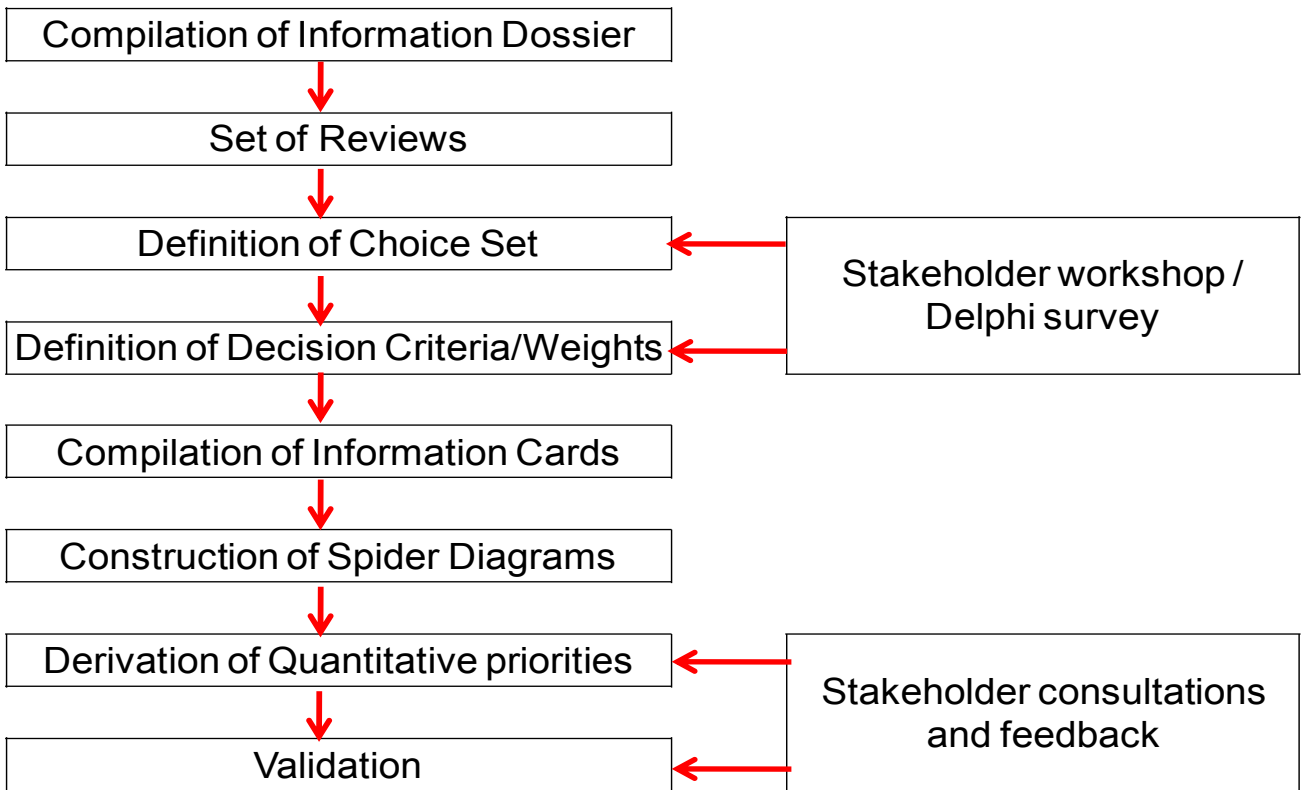 Compilation of Information Dossier
Set of Reviews
Definition of Choice Set
Definition of Decision Criteria/Weights
Stakeholder workshop /
Delphi survey
Compilation of Information Cards
Construction of Spider Diagrams
Derivation of Quantitative priorities
Validation
Stakeholder consultations
and feedback